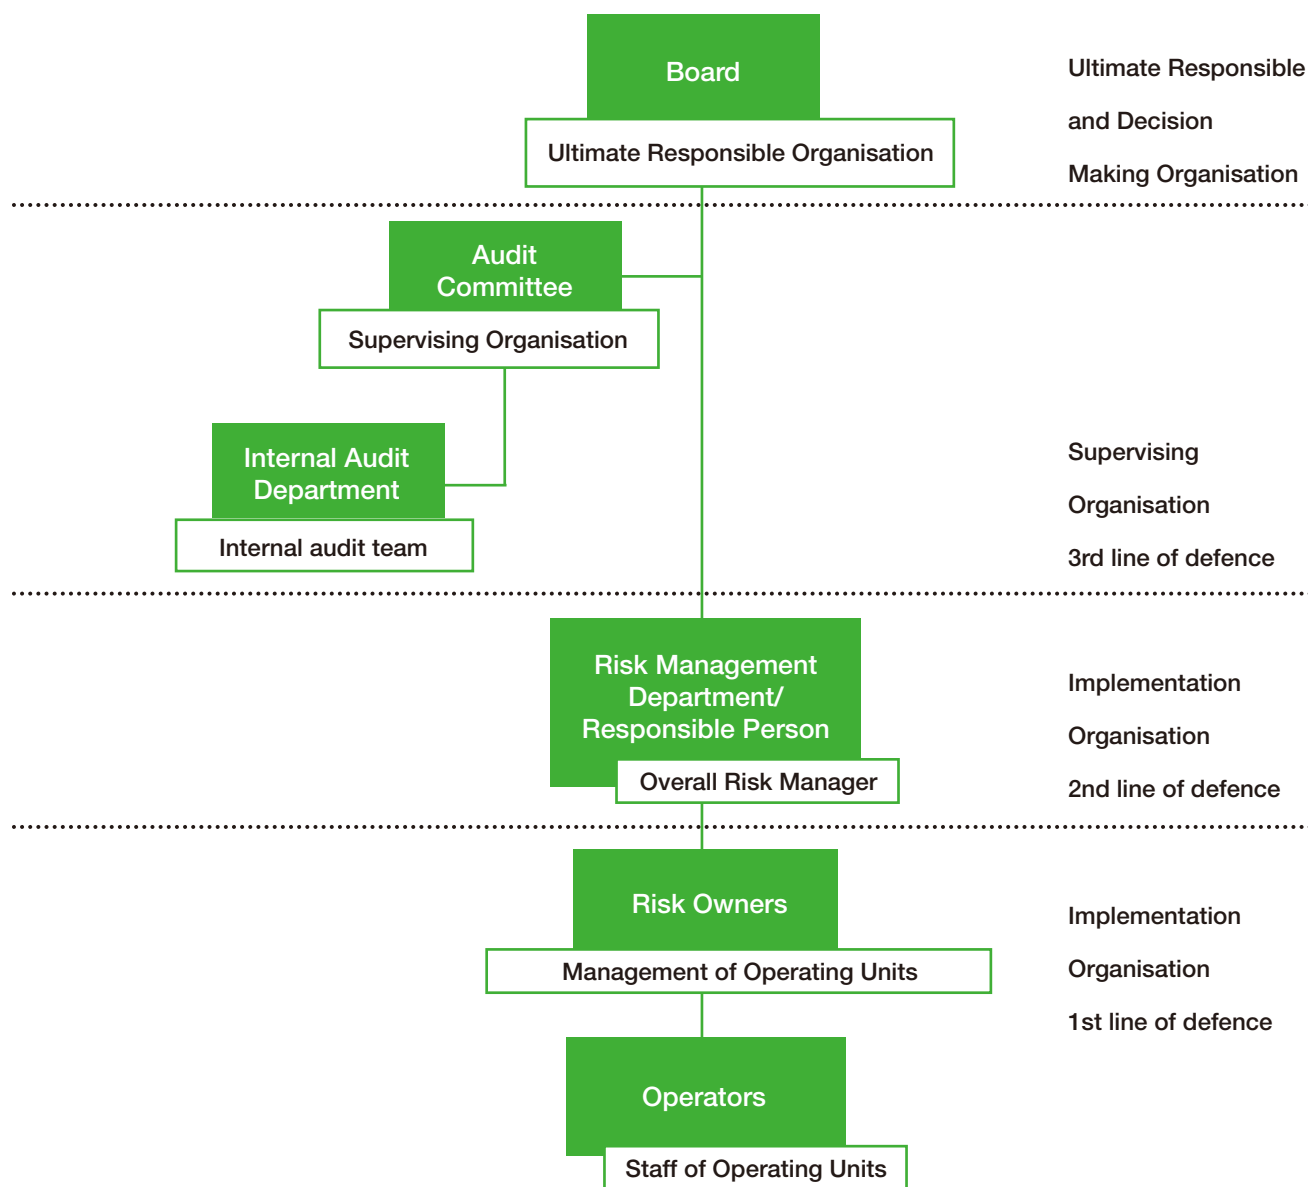 Board
Ultimate Responsible Organisation
Ultimate Responsible
and Decision
Making Organisation
Audit
Committee
Supervising Organisation
Internal Audit
Department
Internal audit team
Supervising
Organisation
3rd line of defence
Risk Management
Department/
Responsible Person
Overall Risk Manager
Implementation
Organisation
2nd line of defence
Risk Owners
Management of Operating Units
Implementation
Organisation
1st line of defence
Operators
Staff of Operating Units